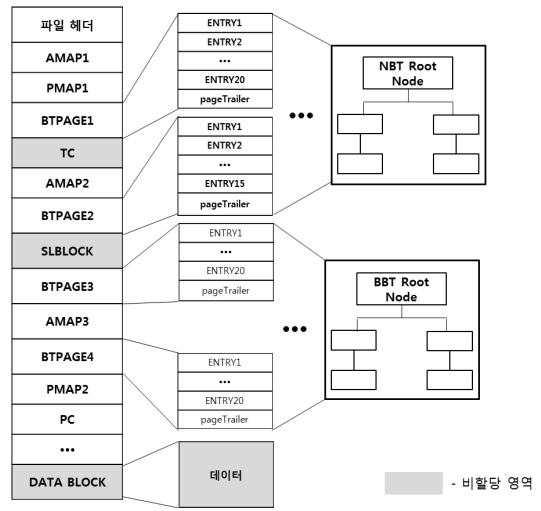 파일 헤더
AMAP1
PMAP1
BTPAGE1
TC
AMAP2
BTPAGE2
SLBLOCK
BTPAGE3
AMAP3
BTPAGE4
PMAP2
PC
•••
DATA BLOCK
ENTRY1
ENTRY2
•••
ENTRY20
pageTrailer
ENTRY1
ENTRY2
•••
ENTRY15
pageTrailer
ENTRY1
•••
ENTRY20
pageTrailer
ENTRY1
•••
ENTRY20
pageTrailer
데이터
•••
NBT Root
Node
•••
BBT Root
Node
- 비할당 영역